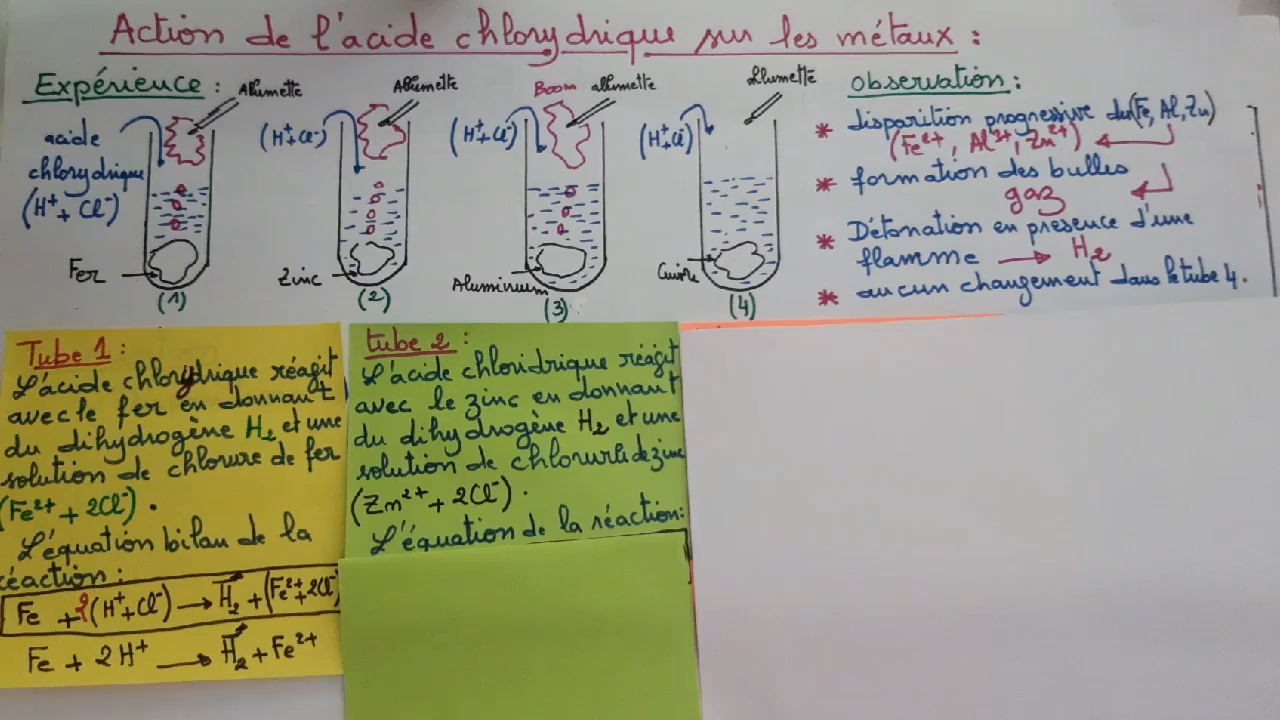 Action de l'acide chlorydrique sur les métaux :
Expérience :
Allumette
Allumette
Boom allumette
Allumette
acide
chlorydrique
(H⁺ + Cl⁻)
(H⁺+Cl⁻)
(H⁺+Cl⁻)
(H⁺+Cl⁻)
Fer
Zinc
Aluminium
Cuivre
(1)
(2)
(3)
(4)
Observation :
* disparition progressive du (Fe, Al, Zn)
(Fe²⁺, Al³⁺, Zn²⁺)
* formation des bulles
gaz
* Détonation en présence d'une
flamme → H₂
* aucun changement dans le tube 4.
Tube 1 :
L'acide chlorydrique réagit
avec le fer en donnant
du dihydrogène H₂ et une
solution de chlorure de fer
(Fe²⁺ + 2Cl⁻).
L'équation bilan de la
réaction :
Fe + 2(H⁺+Cl⁻) → H₂ + (Fe²⁺+2Cl⁻)
Fe + 2H⁺ → H₂ + Fe²⁺
tube 2 :
L'acide chloridrique réagit
avec le zinc en donnant
du dihydrogène H₂ et une
solution de chlorure de zinc
(Zn²⁺ + 2Cl⁻).
L'équation de la réaction: